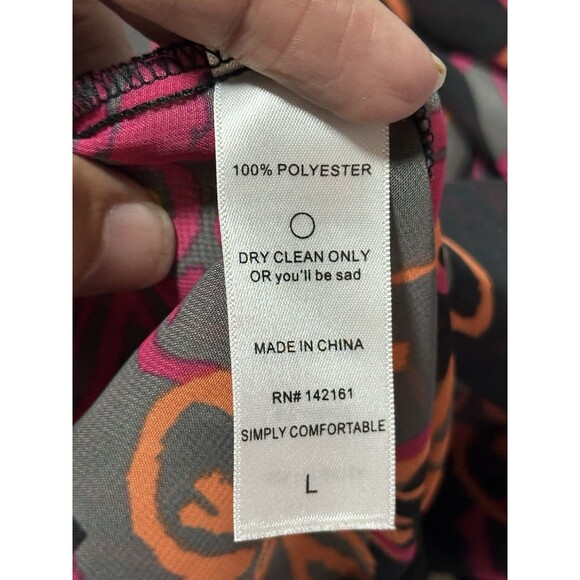 100% POLYESTER
DRY CLEAN ONLY
OR you'll be sad
MADE IN CHINA
RN# 142161
SIMPLY COMFORTABLE
L